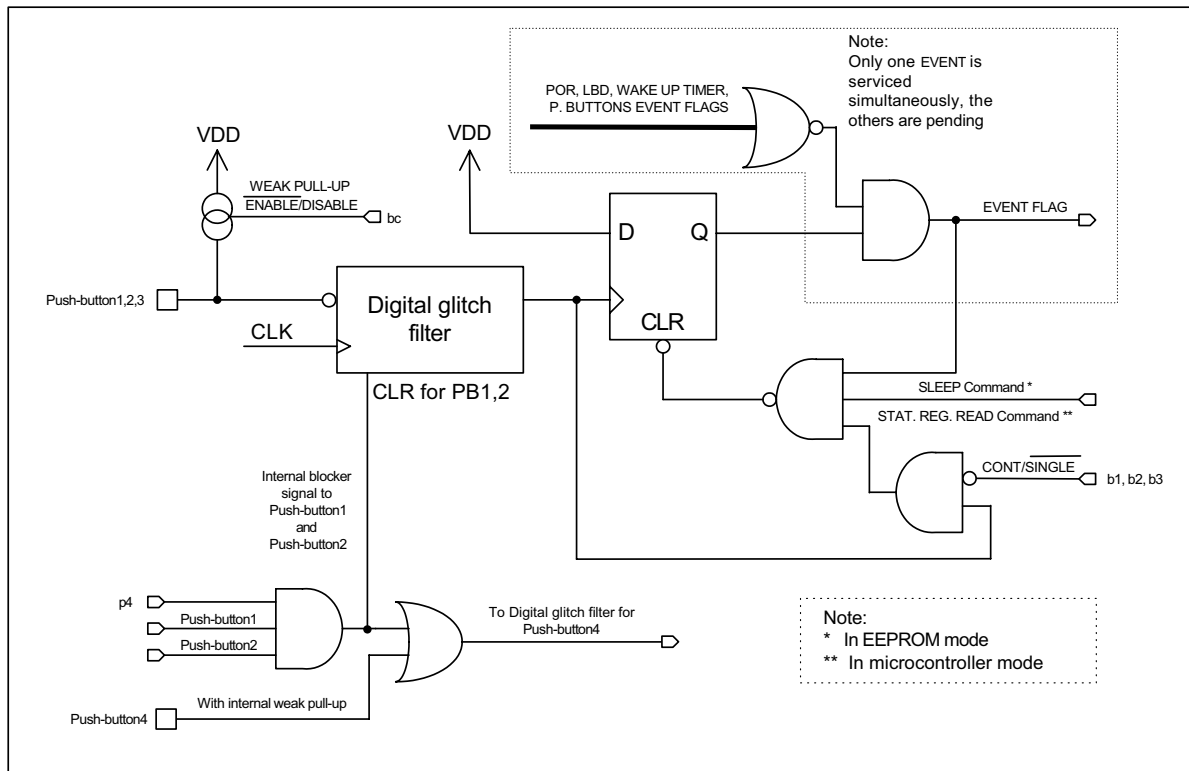 Note:
Only one EVENT is
serviced
simultaneously, the
others are pending
POR, LBD, WAKE UP TIMER,
P. BUTTONS EVENT FLAGS
VDD
VDD
WEAK PULL-UP
ENABLE/DISABLE
bc
D
Q
EVENT FLAG
Push-button1,2,3
Digital glitch
filter
CLK
CLR
CLR for PB1,2
SLEEP Command *
STAT. REG. READ Command **
CONT/SINGLE
b1, b2, b3
Internal blocker
signal to
Push-button1
and
Push-button2
p4
Push-button1
Push-button2
To Digital glitch filter for
Push-button4
With internal weak pull-up
Push-button4
Note:
* In EEPROM mode
** In microcontroller mode